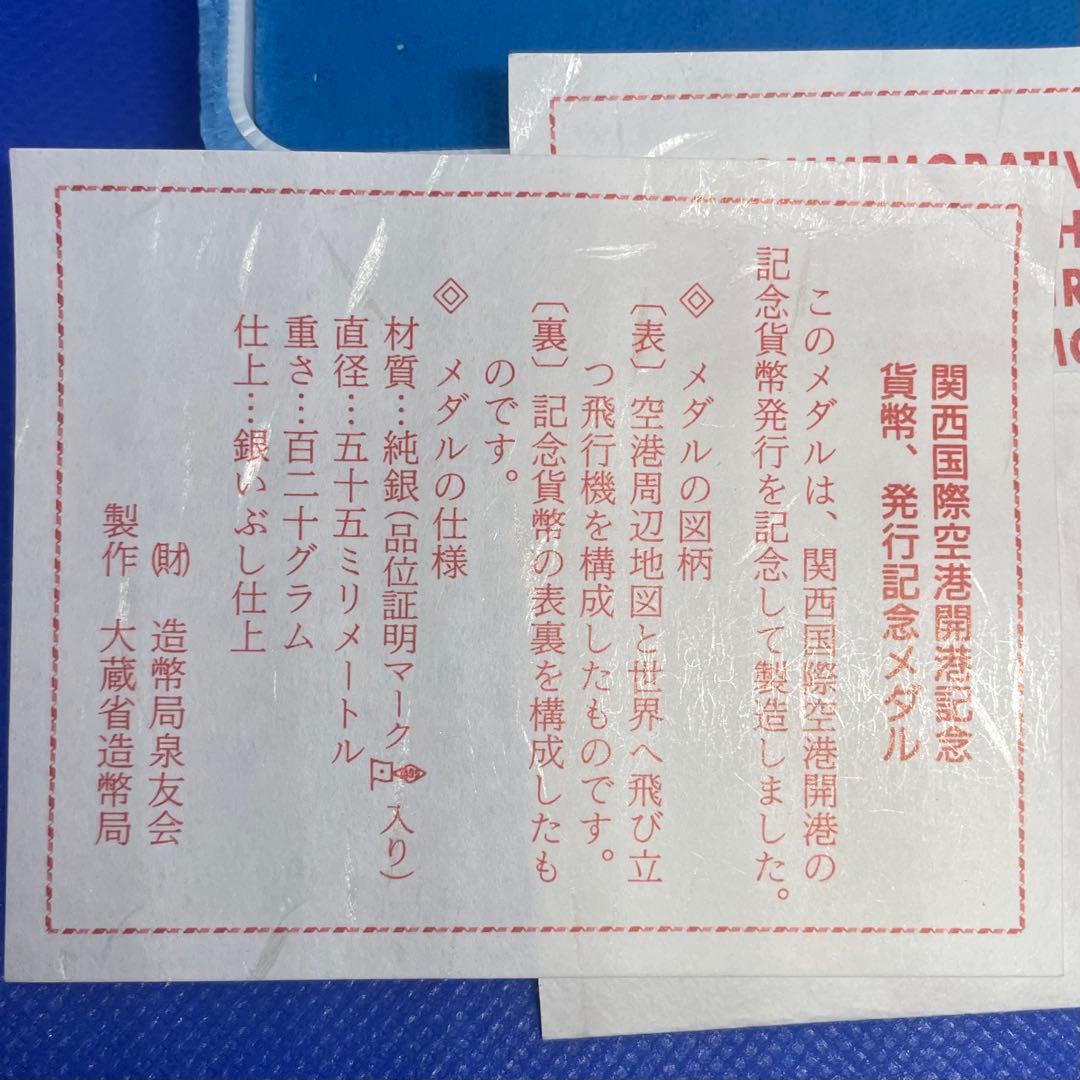 関西国際空港開港記念
貨幣、発行記念メダル
このメダルは、関西国際空港開港の
記念貨幣発行を記念して製造しました。
◎ メダルの図柄
〔表〕空港周辺地図と世界へ飛び立
つ飛行機を構成したものです。
〔裏〕記念貨幣の表裏を構成したも
のです。
◎ メダルの仕様
材質…純銀(品位証明マーク入り)
直径…五十五ミリメートル
重さ…百二十グラム
仕上…銀いぶし仕上
㈶ 造幣局泉友会
製作 大蔵省造幣局